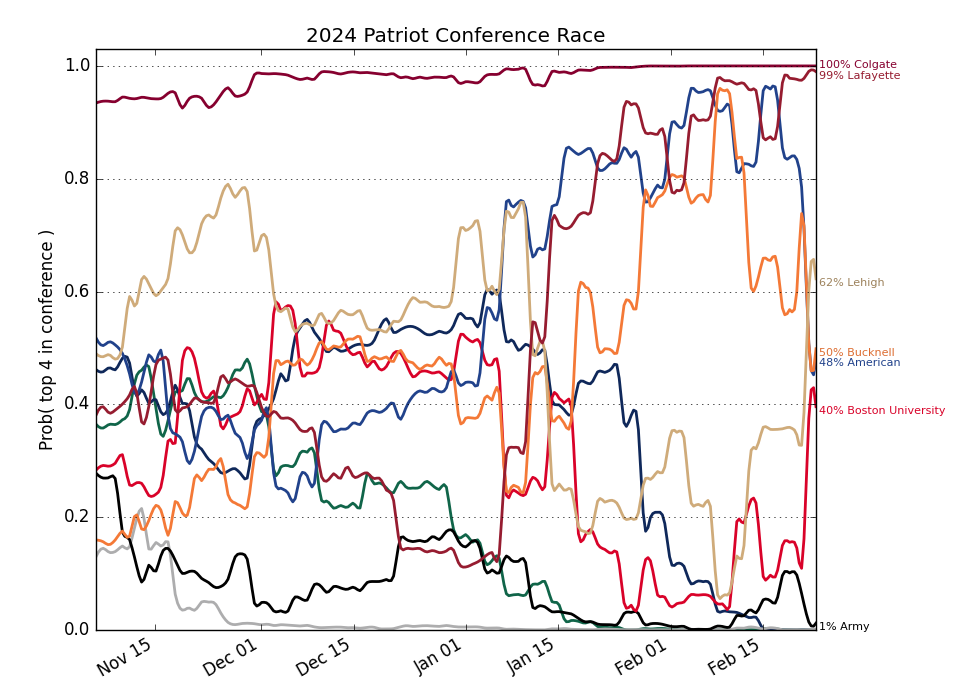 2024 Patriot Conference Race
Prob( top 4 in conference )
1.0
0.8
0.6
0.4
0.2
0.0
Nov 15
Dec 01
Dec 15
Jan 01
Jan 15
Feb 01
Feb 15
100% Colgate
99% Lafayette
62% Lehigh
50% Bucknell
48% American
40% Boston University
1% Army